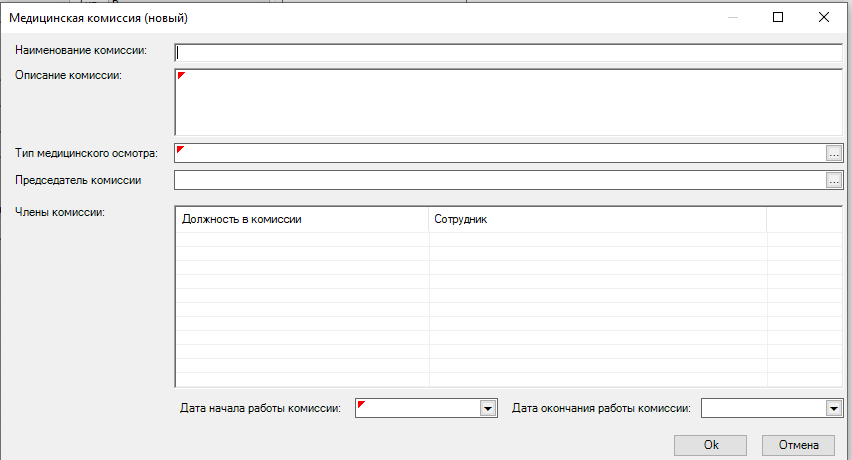 Медицинская комиссия (новый)
Наименование комиссии:
Описание комиссии:
Тип медицинского осмотра:
...
Председатель комиссии
...
Члены комиссии:
Должность в комиссии Сотрудник
Дата начала работы комиссии: Дата окончания работы комиссии:
Ok Отмена